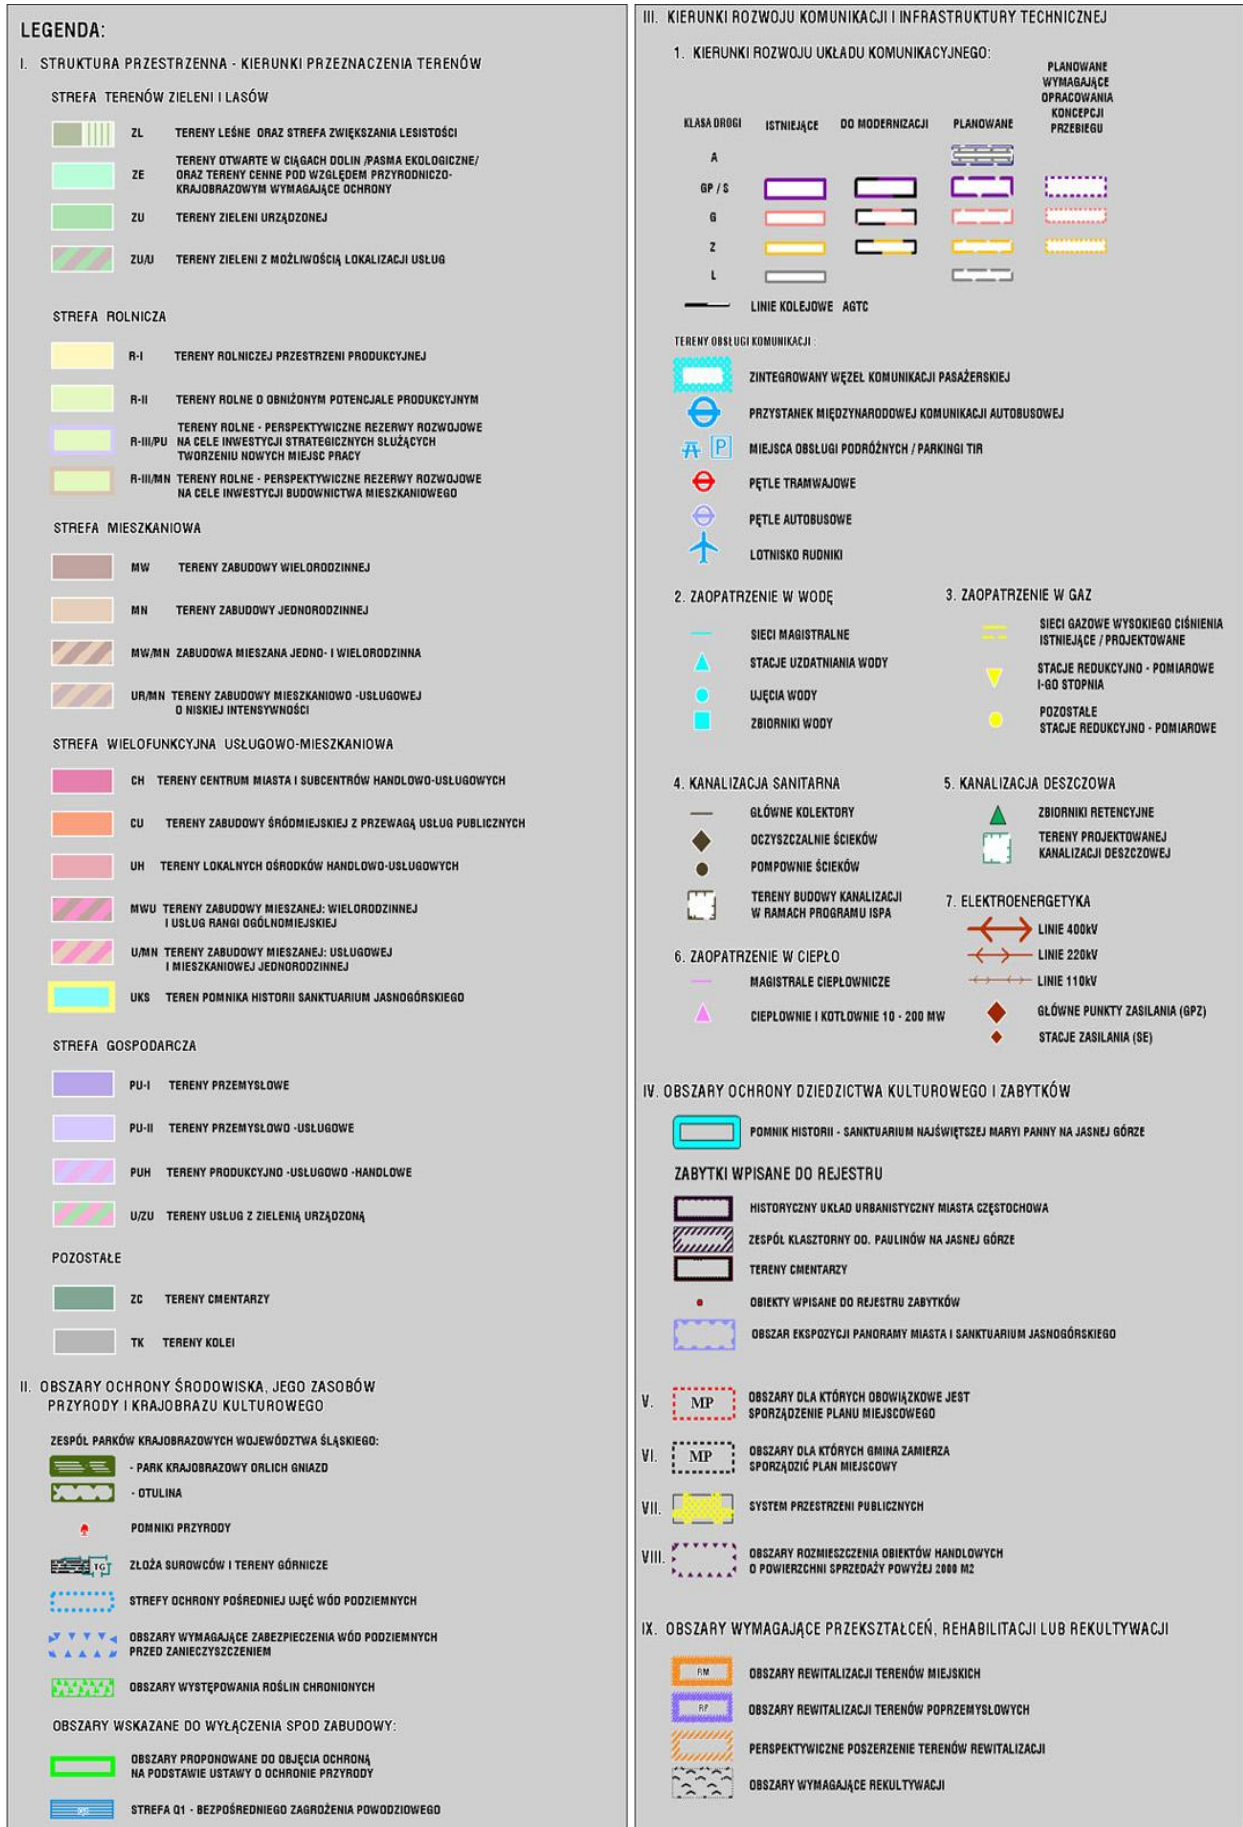 LEGENDA:
I. STRUKTURA PRZESTRZENNA - KIERUNKI PRZEZNACZENIA TERENÓW
STREFA TERENÓW ZIELENI I LASÓW
ZL TERENY LEŚNE ORAZ STREFA ZWIĘKSZANIA LESISTOŚCI
TERENY OTWARTE W CIĄGACH DOLIN /PASMA EKOLOGICZNE/
ZE ORAZ TERENY CENNE POD WZGLĘDEM PRZYRODNICZO-
KRAJOBRAZOWYM WYMAGAJĄCE OCHRONY
ZU TERENY ZIELENI URZĄDZONEJ
ZU/U TERENY ZIELENI Z MOŻLIWOŚCIĄ LOKALIZACJI USŁUG
STREFA ROLNICZA
R-I TERENY ROLNICZEJ PRZESTRZENI PRODUKCYJNEJ
R-II TERENY ROLNE O OBNIŻONYM POTENCJALE PRODUKCYJNYM
TERENY ROLNE - PERSPEKTYWICZNE REZERWY ROZWOJOWE
R-III/PU NA CELE INWESTYCJI STRATEGICZNYCH SŁUŻĄCYCH
TWORZENIU NOWYCH MIEJSC PRACY
R-III/MN TERENY ROLNE - PERSPEKTYWICZNE REZERWY ROZWOJOWE
NA CELE INWESTYCJI BUDOWNICTWA MIESZKANIOWEGO
STREFA MIESZKANIOWA
MW TERENY ZABUDOWY WIELORODZINNEJ
MN TERENY ZABUDOWY JEDNORODZINNEJ
MW/MN ZABUDOWA MIESZANA JEDNO- I WIELORODZINNA
UR/MN TERENY ZABUDOWY MIESZKANIOWO -USŁUGOWEJ
O NISKIEJ INTENSYWNOŚCI
STREFA WIELOFUNKCYJNA USŁUGOWO-MIESZKANIOWA
CH TERENY CENTRUM MIASTA I SUBCENTRÓW HANDLOWO-USŁUGOWYCH
CU TERENY ZABUDOWY ŚRÓDMIEJSKIEJ Z PRZEWAGĄ USŁUG PUBLICZNYCH
UH TERENY LOKALNYCH OŚRODKÓW HANDLOWO-USŁUGOWYCH
MWU TERENY ZABUDOWY MIESZANEJ: WIELORODZINNEJ
I USŁUG RANGI OGÓLNOMIEJSKIEJ
U/MN TERENY ZABUDOWY MIESZANEJ: USŁUGOWEJ
I MIESZKANIOWEJ JEDNORODZINNEJ
UKS TEREN POMNIKA HISTORII SANKTUARIUM JASNOGÓRSKIEGO
STREFA GOSPODARCZA
PU-I TERENY PRZEMYSŁOWE
PU-II TERENY PRZEMYSŁOWO -USŁUGOWE
PUH TERENY PRODUKCYJNO -USŁUGOWO -HANDLOWE
U/ZU TERENY USŁUG Z ZIELENIĄ URZĄDZONĄ
POZOSTAŁE
ZC TERENY CMENTARZY
TK TERENY KOLEI
II. OBSZARY OCHRONY ŚRODOWISKA, JEGO ZASOBÓW
PRZYRODY I KRAJOBRAZU KULTUROWEGO
ZESPÓŁ PARKÓW KRAJOBRAZOWYCH WOJEWÓDZTWA ŚLĄSKIEGO:
- PARK KRAJOBRAZOWY ORLICH GNIAZD
- OTULINA
POMNIKI PRZYRODY
TG ZŁOŻA SUROWCÓW I TERENY GÓRNICZE
STREFY OCHRONY POŚREDNIEJ UJĘĆ WÓD PODZIEMNYCH
OBSZARY WYMAGAJĄCE ZABEZPIECZENIA WÓD PODZIEMNYCH
PRZED ZANIECZYSZCZENIEM
OBSZARY WYSTĘPOWANIA ROŚLIN CHRONIONYCH
OBSZARY WSKAZANE DO WYŁĄCZENIA SPOD ZABUDOWY:
OBSZARY PROPONOWANE DO OBJĘCIA OCHRONĄ
NA PODSTAWIE USTAWY O OCHRONIE PRZYRODY
STREFA Q1 - BEZPOŚREDNIEGO ZAGROŻENIA POWODZIOWEGO
III. KIERUNKI ROZWOJU KOMUNIKACJI I INFRASTRUKTURY TECHNICZNEJ
1. KIERUNKI ROZWOJU UKŁADU KOMUNIKACYJNEGO:
PLANOWANE
WYMAGAJĄCE
OPRACOWANIA
KONCEPCJI
PRZEBIEGU
KLASA DROGI ISTNIEJĄCE DO MODERNIZACJI PLANOWANE
A
GP / S
G
Z
L
LINIE KOLEJOWE AGTC
TERENY OBSŁUGI KOMUNIKACJI :
ZINTEGROWANY WĘZEŁ KOMUNIKACJI PASAŻERSKIEJ
PRZYSTANEK MIĘDZYNARODOWEJ KOMUNIKACJI AUTOBUSOWEJ
P MIEJSCA OBSŁUGI PODRÓŻNYCH / PARKINGI TIR
PĘTLE TRAMWAJOWE
PĘTLE AUTOBUSOWE
LOTNISKO RUDNIKI
2. ZAOPATRZENIE W WODĘ
SIECI MAGISTRALNE
STACJE UZDATNIANIA WODY
UJĘCIA WODY
ZBIORNIKI WODY
3. ZAOPATRZENIE W GAZ
SIECI GAZOWE WYSOKIEGO CIŚNIENIA
ISTNIEJĄCE / PROJEKTOWANE
STACJE REDUKCYJNO - POMIAROWE
I-GO STOPNIA
POZOSTAŁE
STACJE REDUKCYJNO - POMIAROWE
4. KANALIZACJA SANITARNA
GŁÓWNE KOLEKTORY
OCZYSZCZALNIE ŚCIEKÓW
POMPOWNIE ŚCIEKÓW
TERENY BUDOWY KANALIZACJI
W RAMACH PROGRAMU ISPA
5. KANALIZACJA DESZCZOWA
ZBIORNIKI RETENCYJNE
TERENY PROJEKTOWANEJ
KANALIZACJI DESZCZOWEJ
6. ZAOPATRZENIE W CIEPŁO
MAGISTRALE CIEPŁOWNICZE
CIEPŁOWNIE I KOTŁOWNIE 10 - 200 MW
7. ELEKTROENERGETYKA
LINIE 400kV
LINIE 220kV
LINIE 110kV
GŁÓWNE PUNKTY ZASILANIA (GPZ)
STACJE ZASILANIA (SE)
IV. OBSZARY OCHRONY DZIEDZICTWA KULTUROWEGO I ZABYTKÓW
POMNIK HISTORII - SANKTUARIUM NAJŚWIĘTSZEJ MARYI PANNY NA JASNEJ GÓRZE
ZABYTKI WPISANE DO REJESTRU
HISTORYCZNY UKŁAD URBANISTYCZNY MIASTA CZĘSTOCHOWA
ZESPÓŁ KLASZTORNY OO. PAULINÓW NA JASNEJ GÓRZE
TERENY CMENTARZY
OBIEKTY WPISANE DO REJESTRU ZABYTKÓW
OBSZAR EKSPOZYCJI PANORAMY MIASTA I SANKTUARIUM JASNOGÓRSKIEGO
V. MP OBSZARY DLA KTÓRYCH OBOWIĄZKOWE JEST
SPORZĄDZENIE PLANU MIEJSCOWEGO
VI. MP OBSZARY DLA KTÓRYCH GMINA ZAMIERZA
SPORZĄDZIĆ PLAN MIEJSCOWY
VII. SYSTEM PRZESTRZENI PUBLICZNYCH
VIII. OBSZARY ROZMIESZCZENIA OBIEKTÓW HANDLOWYCH
O POWIERZCHNI SPRZEDAŻY POWYŻEJ 2000 M2
IX. OBSZARY WYMAGAJĄCE PRZEKSZTAŁCEŃ, REHABILITACJI LUB REKULTYWACJI
RM OBSZARY REWITALIZACJI TERENÓW MIEJSKICH
RP OBSZARY REWITALIZACJI TERENÓW POPRZEMYSŁOWYCH
PERSPEKTYWICZNE POSZERZENIE TERENÓW REWITALIZACJI
OBSZARY WYMAGAJĄCE REKULTYWACJI